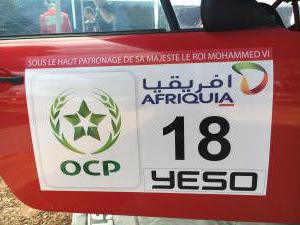 SOUS LE HAUT PATRONAGE DE SA MAJESTE LE ROI MOHAMMED VI
افريقيا
AFRIQUIA
OCP
18
YESO